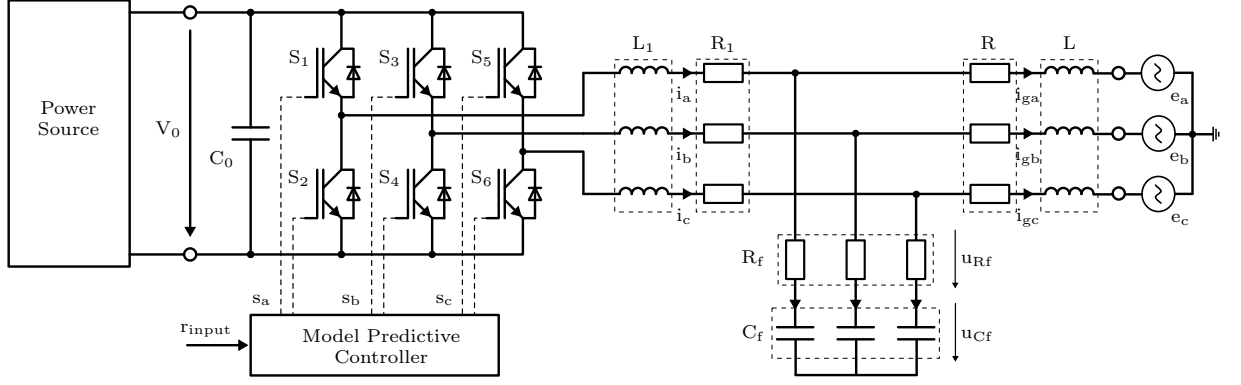 Power
Source
V0
C0
S1
S3
S5
S2
S4
S6
sa
sb
sc
rinput
Model Predictive
Controller
L1
R1
R
L
ia
ib
ic
iga
igb
igc
ea
eb
ec
Rf
uRf
Cf
uCf